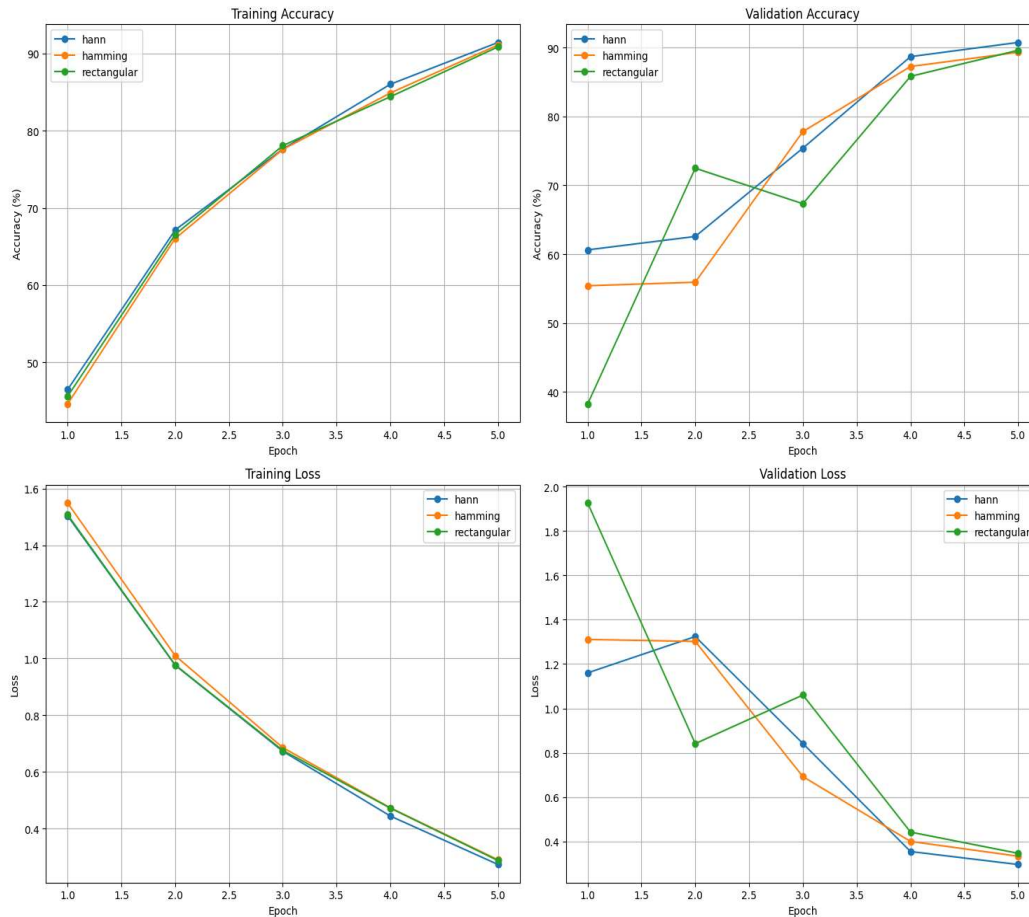 Training Accuracy
hann
hamming
rectangular
90
80
70
60
50
Accuracy (%)
1.0 1.5 2.0 2.5 3.0 3.5 4.0 4.5 5.0
Epoch
Validation Accuracy
hann
hamming
rectangular
90
80
70
60
50
40
Accuracy (%)
1.0 1.5 2.0 2.5 3.0 3.5 4.0 4.5 5.0
Epoch
Training Loss
hann
hamming
rectangular
1.6
1.4
1.2
1.0
0.8
0.6
0.4
Loss
1.0 1.5 2.0 2.5 3.0 3.5 4.0 4.5 5.0
Epoch
Validation Loss
hann
hamming
rectangular
2.0
1.8
1.6
1.4
1.2
1.0
0.8
0.6
0.4
Loss
1.0 1.5 2.0 2.5 3.0 3.5 4.0 4.5 5.0
Epoch